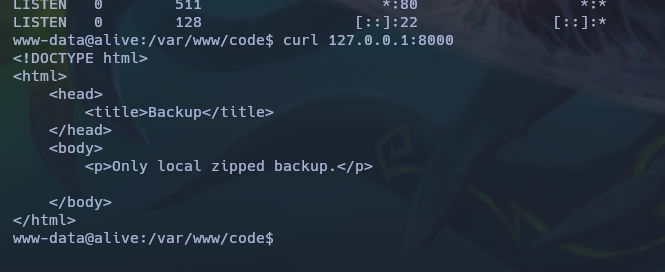 LISTEN   0        511                    *:80                  *:*
LISTEN   0        128                 [::]:22               [::]:*
www-data@alive:/var/www/code$ curl 127.0.0.1:8000
<!DOCTYPE html>
<html>
    <head>
        <title>Backup</title>
    </head>
    <body>
        <p>Only local zipped backup.</p>

    </body>
</html>
www-data@alive:/var/www/code$